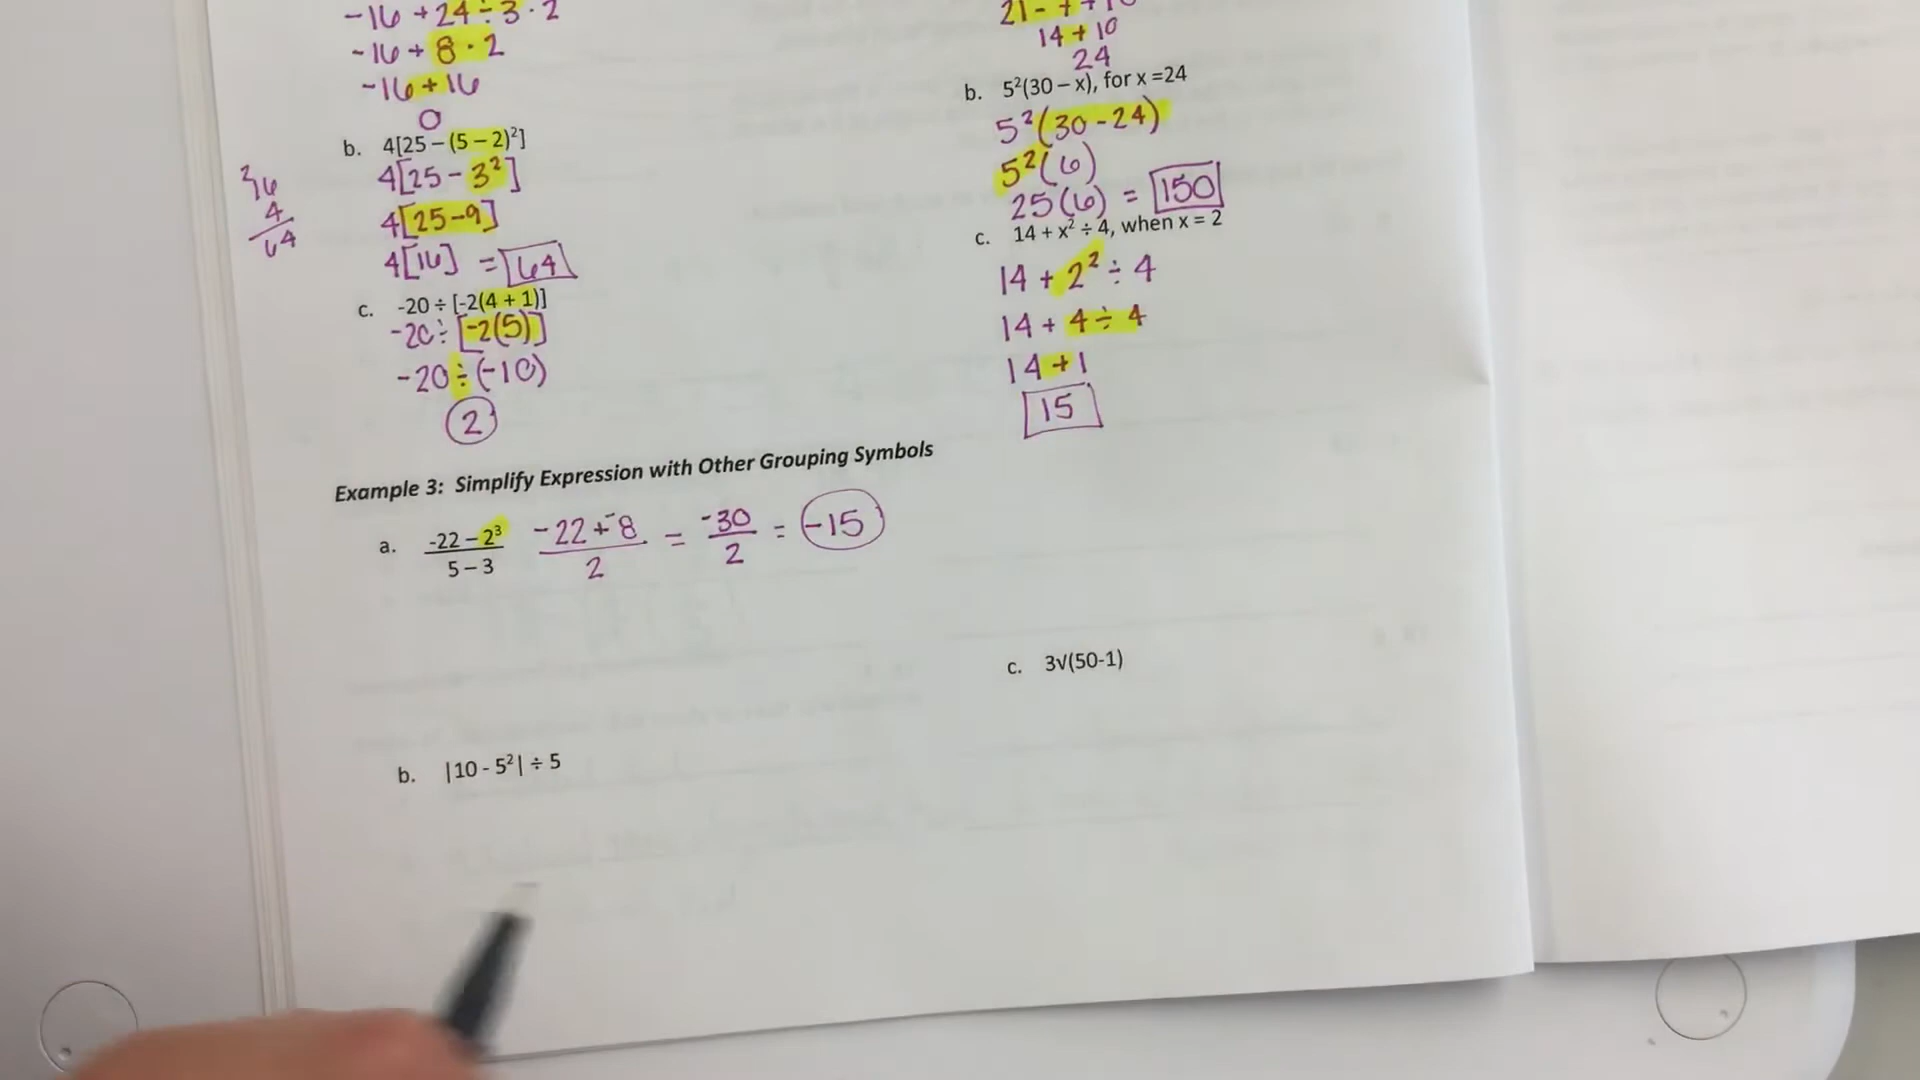 -16 + 24 ÷ 3 · 2
-16 + 8 · 2
-16 + 16
0
b. 4[25 – (5 – 2)²]
4[25 - 3²]
4[25-9]
4[16] = 64
²16
4
64
c. -20 ÷ [-2(4 + 1)]
-20 ÷ [-2(5)]
-20 ÷ (-10)
2
14 + 10
24
b. 5²(30 – x), for x =24
5²(30-24)
5²(6)
25(6) = 150
c. 14 + x² ÷ 4, when x = 2
14 + 2² ÷ 4
14 + 4 ÷ 4
14 + 1
15
Example 3: Simplify Expression with Other Grouping Symbols
a. -22 – 2³ / 5 – 3 -22 + -8 / 2 = -30 / 2 = -15
c. 3√(50-1)
b. |10 - 5²| ÷ 5